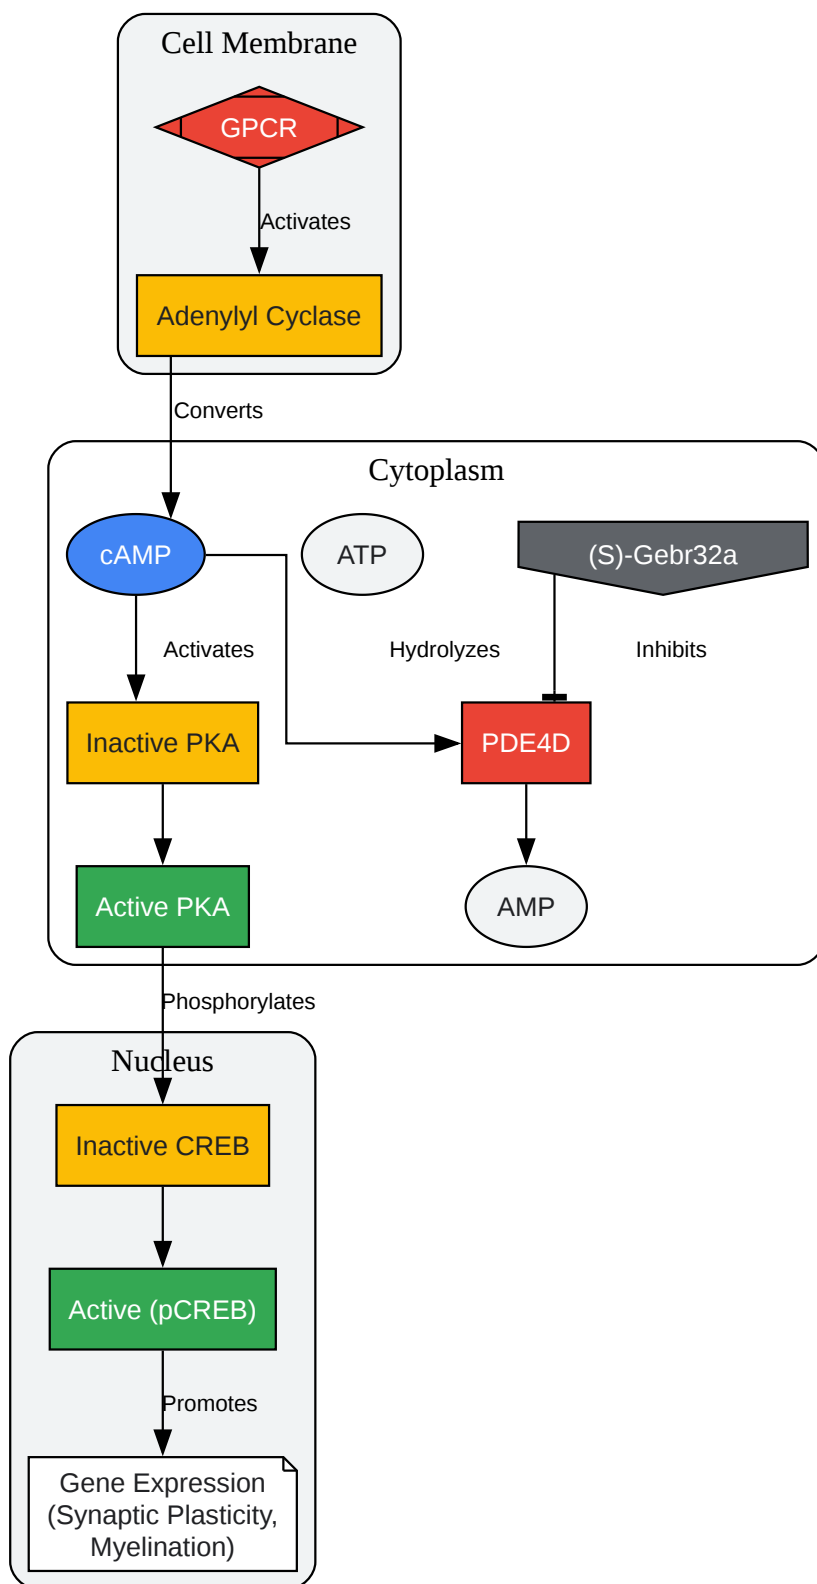 Cell Membrane
GPCR
Activates
Adenylyl Cyclase
Converts
Cytoplasm
cAMP
ATP
(S)-Gebr32a
Activates
Hydrolyzes
Inhibits
Inactive PKA
PDE4D
Active PKA
AMP
Phosphorylates
Nucleus
Inactive CREB
Active (pCREB)
Promotes
Gene Expression
(Synaptic Plasticity,
Myelination)